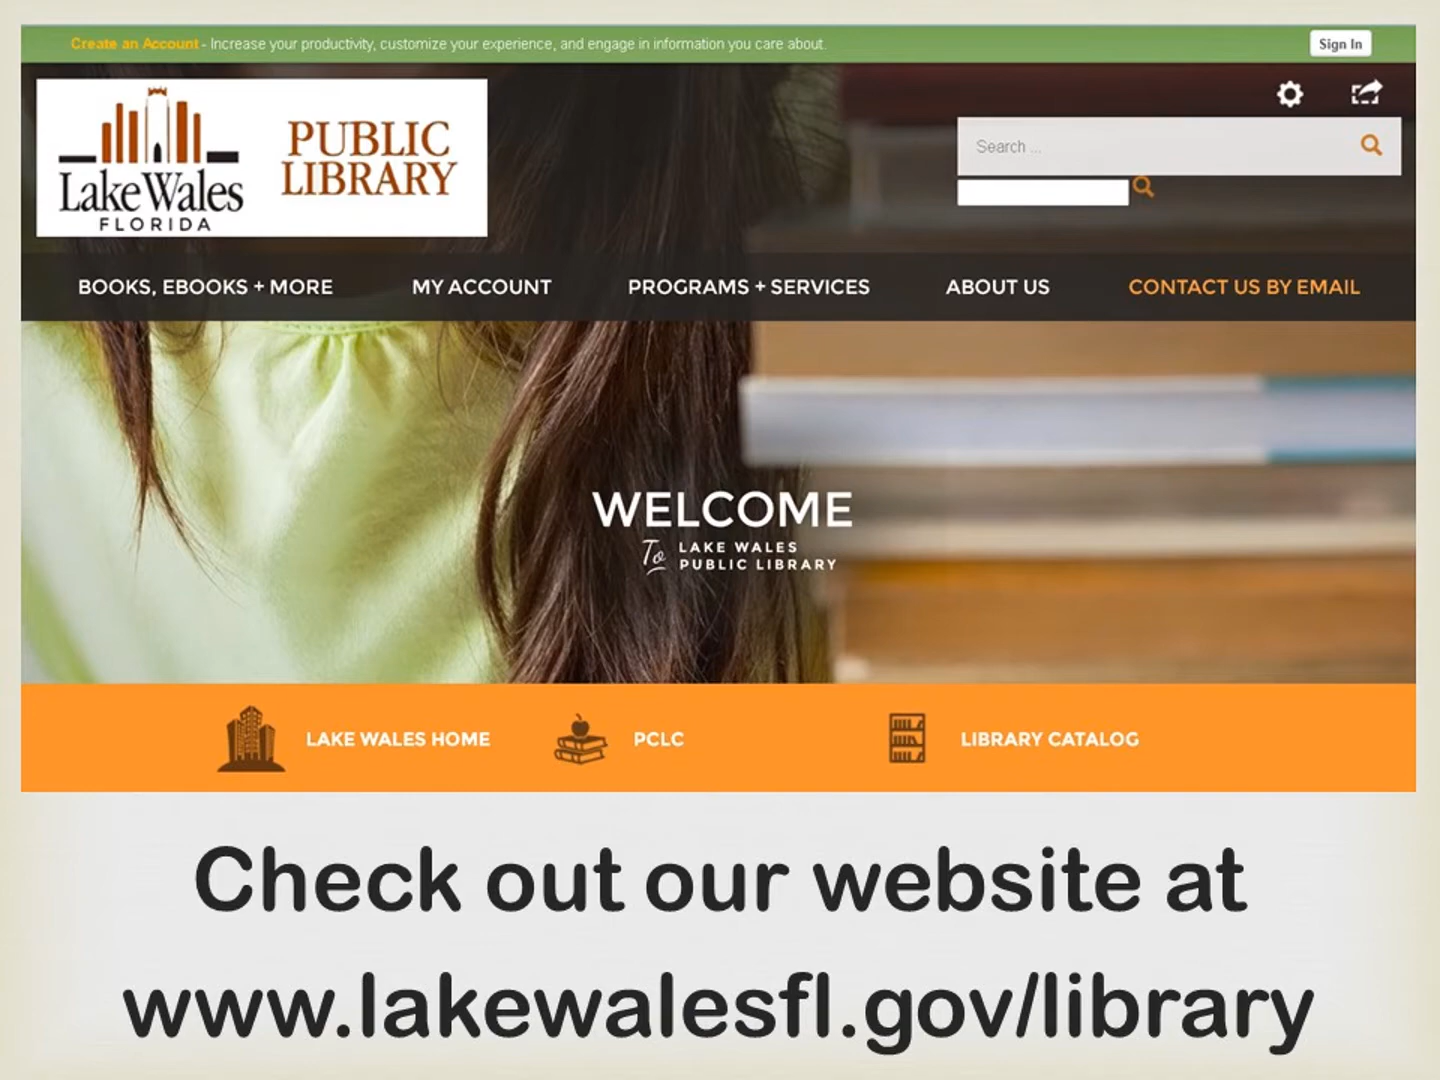 Create an Account - Increase your productivity, customize your experience, and engage in information you care about.
Sign In
Lake Wales
FLORIDA
PUBLIC
LIBRARY
Search ...
BOOKS, EBOOKS + MORE
MY ACCOUNT
PROGRAMS + SERVICES
ABOUT US
CONTACT US BY EMAIL
WELCOME
To LAKE WALES
PUBLIC LIBRARY
LAKE WALES HOME
PCLC
LIBRARY CATALOG
Check out our website at
www.lakewalesfl.gov/library